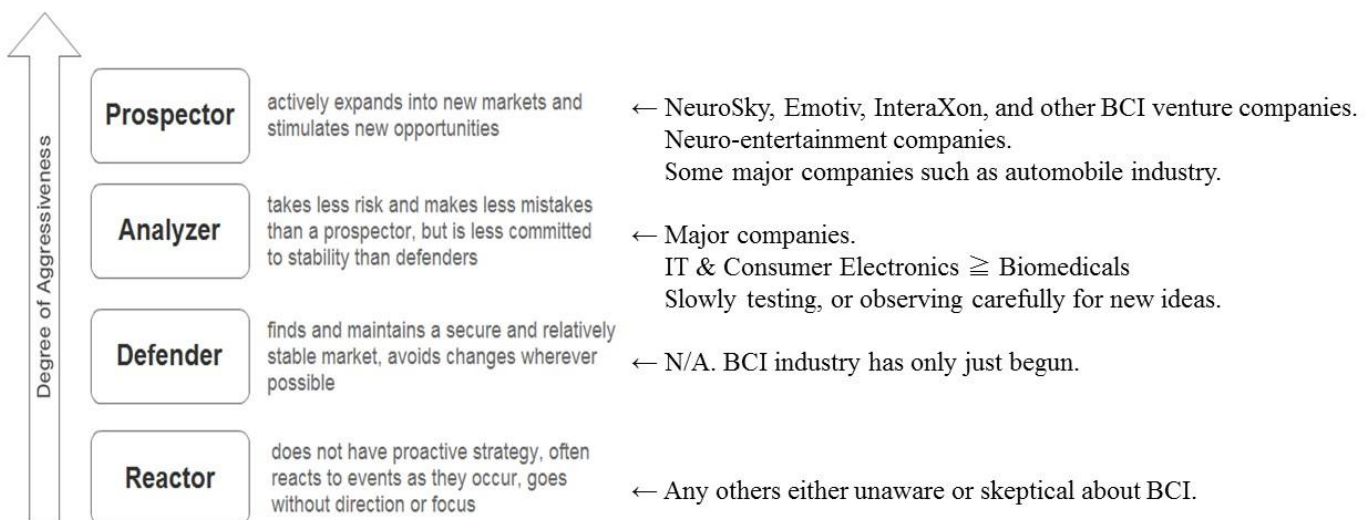 Degree of Aggressiveness
Prospector
actively expands into new markets and
stimulates new opportunities
← NeuroSky, Emotiv, InteraXon, and other BCI venture companies.
Neuro-entertainment companies.
Some major companies such as automobile industry.
Analyzer
takes less risk and makes less mistakes
than a prospector, but is less committed
to stability than defenders
← Major companies.
IT & Consumer Electronics ≧ Biomedicals
Slowly testing, or observing carefully for new ideas.
Defender
finds and maintains a secure and relatively
stable market, avoids changes wherever
possible
← N/A. BCI industry has only just begun.
Reactor
does not have proactive strategy, often
reacts to events as they occur, goes
without direction or focus
← Any others either unaware or skeptical about BCI.